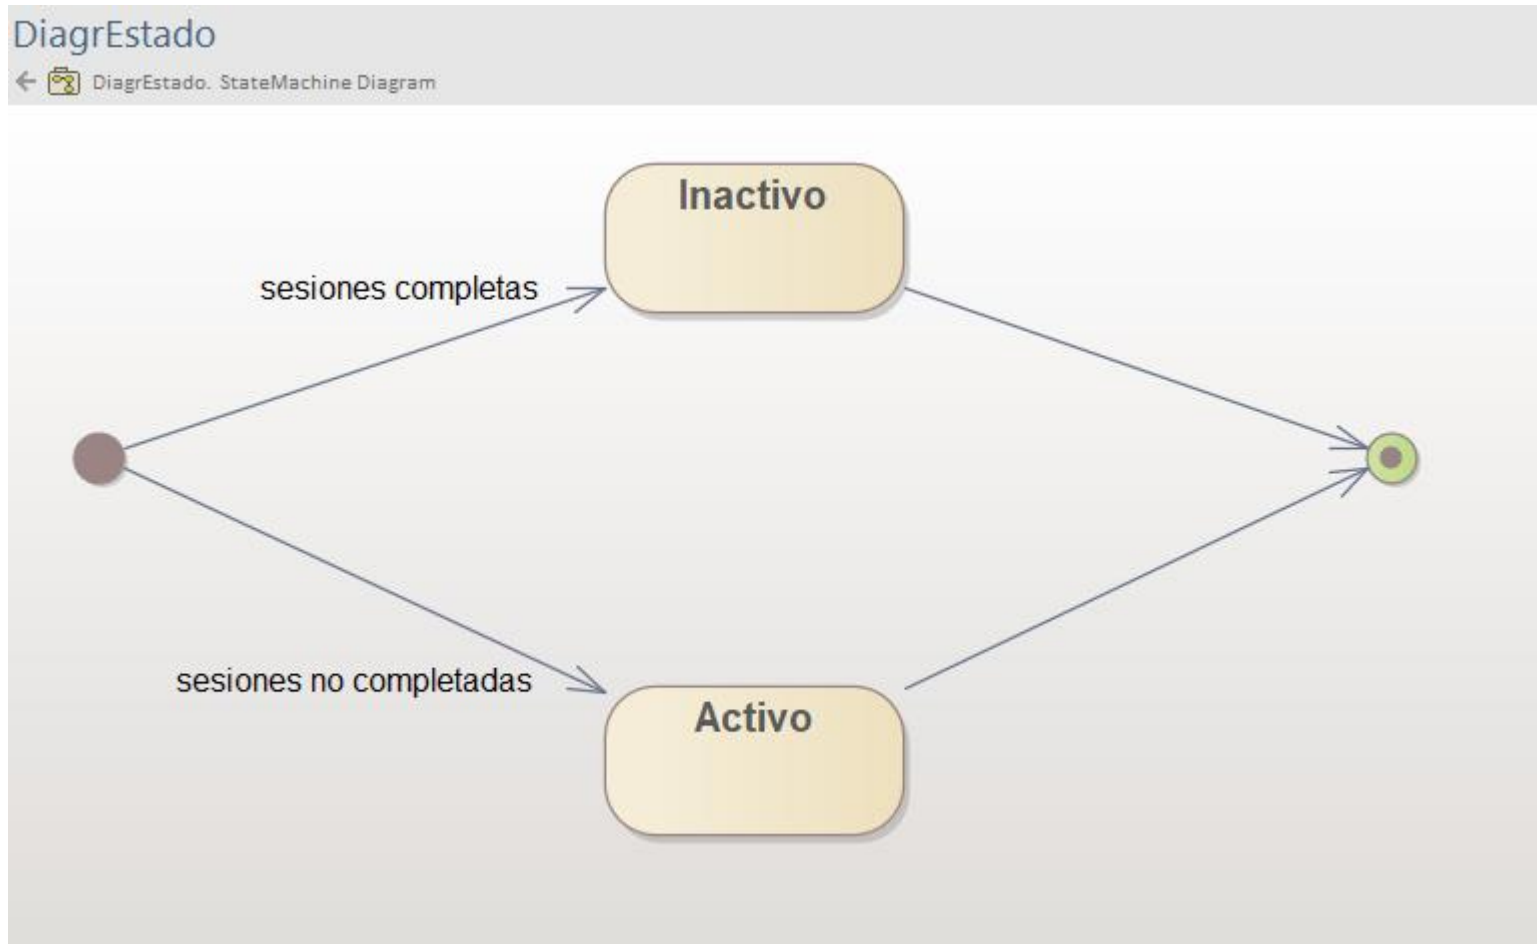 DiagrEstado
DiagrEstado. StateMachine Diagram
Inactivo
sesiones completas
sesiones no completadas
Activo